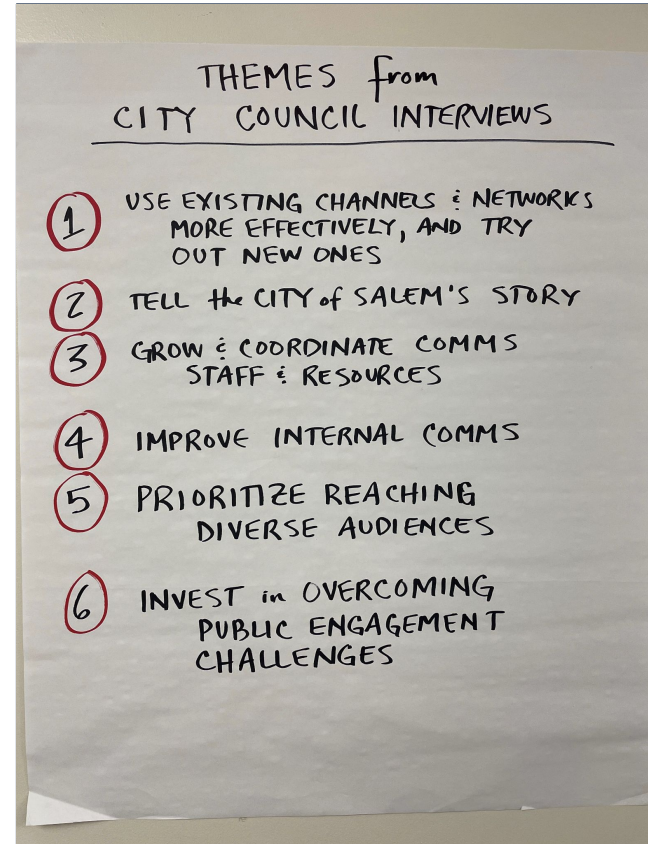 THEMES from
CITY COUNCIL INTERVIEWS
1 USE EXISTING CHANNELS & NETWORKS
MORE EFFECTIVELY, AND TRY
OUT NEW ONES
2 TELL the CITY of SALEM'S STORY
3 GROW & COORDINATE COMMS
STAFF & RESOURCES
4 IMPROVE INTERNAL COMMS
5 PRIORITIZE REACHING
DIVERSE AUDIENCES
6 INVEST in OVERCOMING
PUBLIC ENGAGEMENT
CHALLENGES